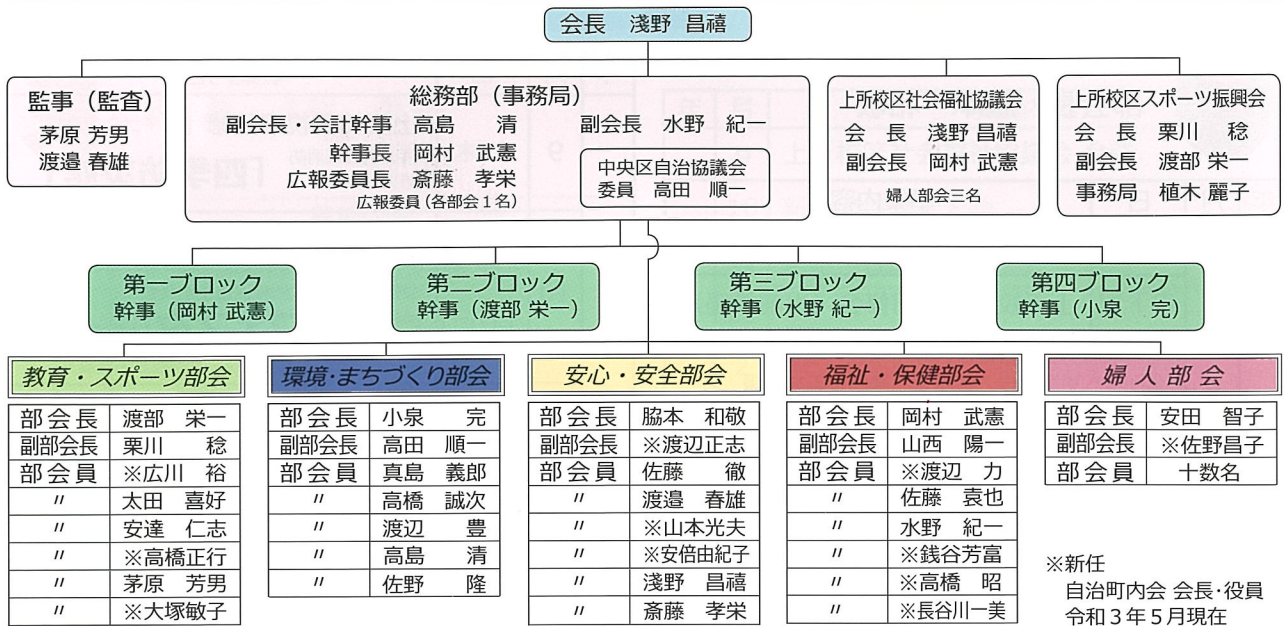 会長　淺野 昌禧
監事（監査）
茅原 芳男
渡邉 春雄
総務部（事務局）
副会長・会計幹事　高島　清
幹事長　岡村　武憲
広報委員長　斎藤　孝栄
広報委員（各部会１名）
副会長　水野　紀一
中央区自治協議会
委員　高田　順一
上所校区社会福祉協議会
会　長　淺野 昌禧
副会長　岡村 武憲
婦人部会三名
上所校区スポーツ振興会
会　長　栗川　稔
副会長　渡部 栄一
事務局　植木 麗子
第一ブロック
幹事（岡村 武憲）
第二ブロック
幹事（渡部 栄一）
第三ブロック
幹事（水野 紀一）
第四ブロック
幹事（小泉　完）
教育・スポーツ部会
部会長　渡部　栄一
副部会長　栗川　稔
部会員　※広川　裕
〃　太田　喜好
〃　安達　仁志
〃　※高橋正行
〃　茅原　芳男
〃　※大塚敏子
環境・まちづくり部会
部会長　小泉　完
副部会長　高田　順一
部会員　真島　義郎
〃　高橋　誠次
〃　渡辺　豊
〃　高島　清
〃　佐野　隆
安心・安全部会
部会長　脇本　和敬
副部会長　※渡辺正志
部会員　佐藤　徹
〃　渡邉　春雄
〃　※山本光夫
〃　※安倍由紀子
〃　淺野　昌禧
〃　斎藤　孝栄
福祉・保健部会
部会長　岡村　武憲
副部会長　山西　陽一
部会員　※渡辺　力
〃　佐藤　袁也
〃　水野　紀一
〃　※銭谷芳富
〃　※高橋　昭
〃　※長谷川一美
婦人部会
部会長　安田　智子
副部会長　※佐野昌子
部会員　十数名
※新任
自治町内会 会長・役員
令和３年５月現在